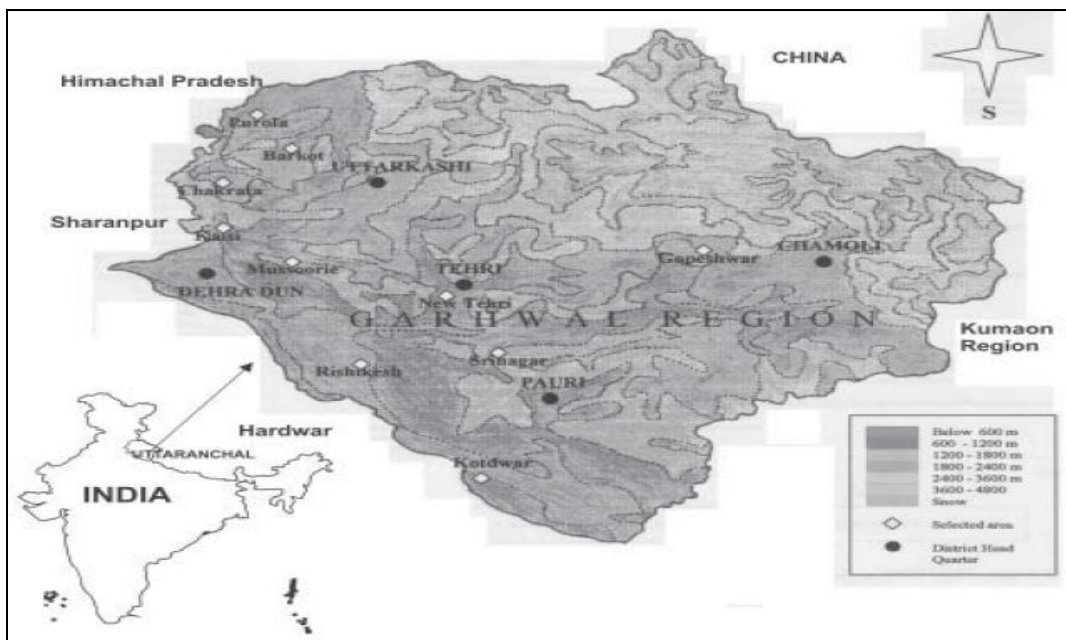 CHINA
Himachal Pradesh
S
Purola
Barkot
UTTARKASHI
Chakrata
Sharanpur
Kalsi
Mussoorie
DEHRA DUN
TEHRI
New Tehri
Gopeshwar
CHAMOLI
GARHWAL REGION
Kumaon
Region
Srinagar
Rishikesh
PAURI
Hardwar
UTTARANCHAL
INDIA
Kotdwar
Below 600 m
600 - 1200 m
1200 - 1800 m
1800 - 2400 m
2400 - 3600 m
3600 - 4800
Snow
Selected area
District Head
Quarter